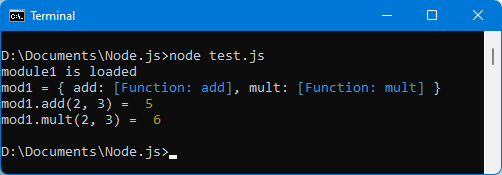 Terminal
D:\Documents\Node.js>node test.js
module1 is loaded
mod1 = { add: [Function: add], mult: [Function: mult] }
mod1.add(2, 3) =  5
mod1.mult(2, 3) =  6
D:\Documents\Node.js>